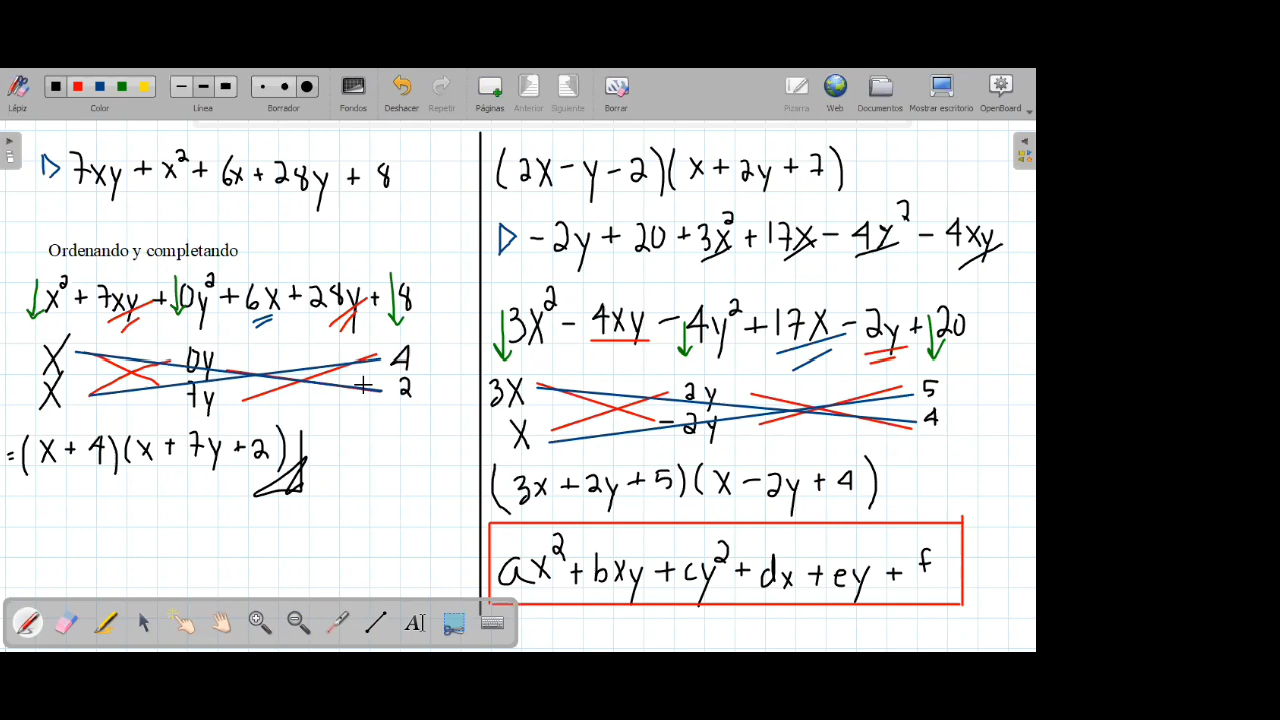 Lápiz Color Línea Borrador Fondos Deshacer Repetir Páginas Anterior Siguiente Borrar Pizarra Web Documentos Mostrar escritorio OpenBoard
7xy + x² + 6x + 28y + 8
Ordenando y completando
x² + 7xy + 0y² + 6x + 28y + 8
X 0y 4
X 7y 2
= (x + 4)(x + 7y + 2)
(2x - y - 2)(x + 2y + 7)
- 2y + 20 + 3x² + 17x - 4y² - 4xy
3x² - 4xy - 4y² + 17x - 2y + 20
3X 2y 5
X - 2y 4
(3x + 2y + 5)(x - 2y + 4)
ax² + bxy + cy² + dx + ey + f
AI